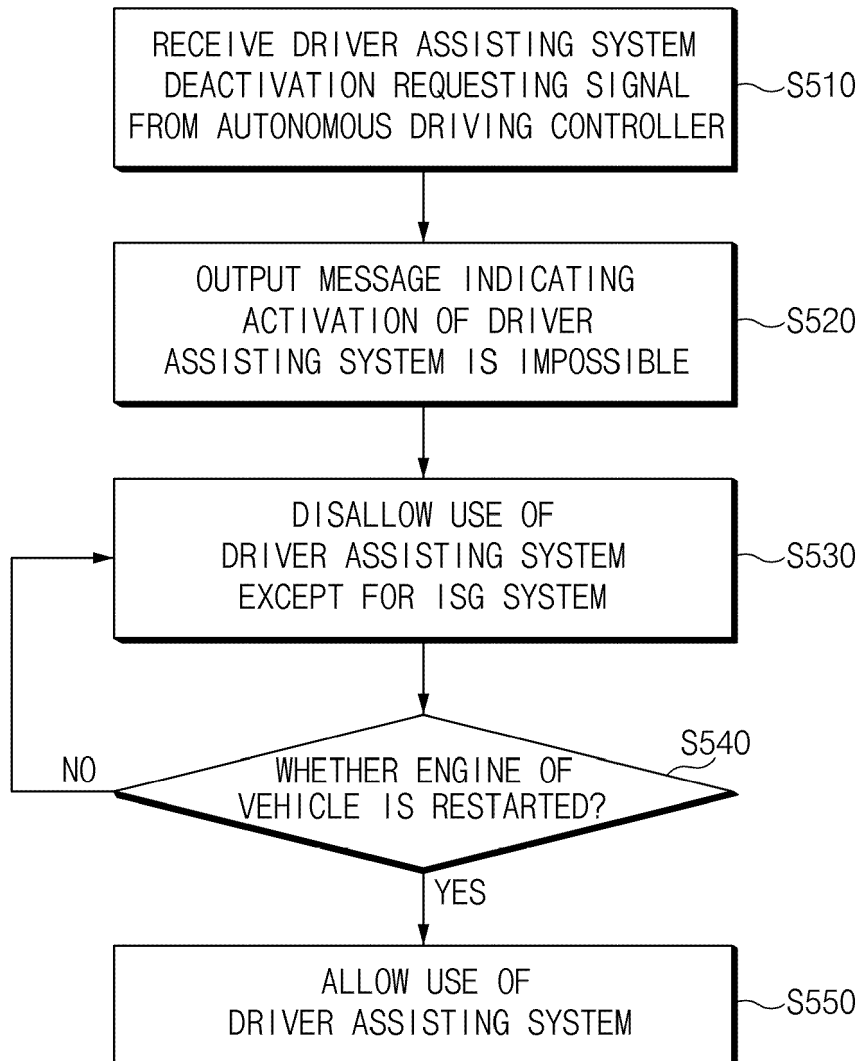 RECEIVE DRIVER ASSISTING SYSTEM
DEACTIVATION REQUESTING SIGNAL
FROM AUTONOMOUS DRIVING CONTROLLER
S510
OUTPUT MESSAGE INDICATING
ACTIVATION OF DRIVER
ASSISTING SYSTEM IS IMPOSSIBLE
S520
DISALLOW USE OF
DRIVER ASSISTING SYSTEM
EXCEPT FOR ISG SYSTEM
S530
S540
NO
WHETHER ENGINE OF
VEHICLE IS RESTARTED?
YES
ALLOW USE OF
DRIVER ASSISTING SYSTEM
S550